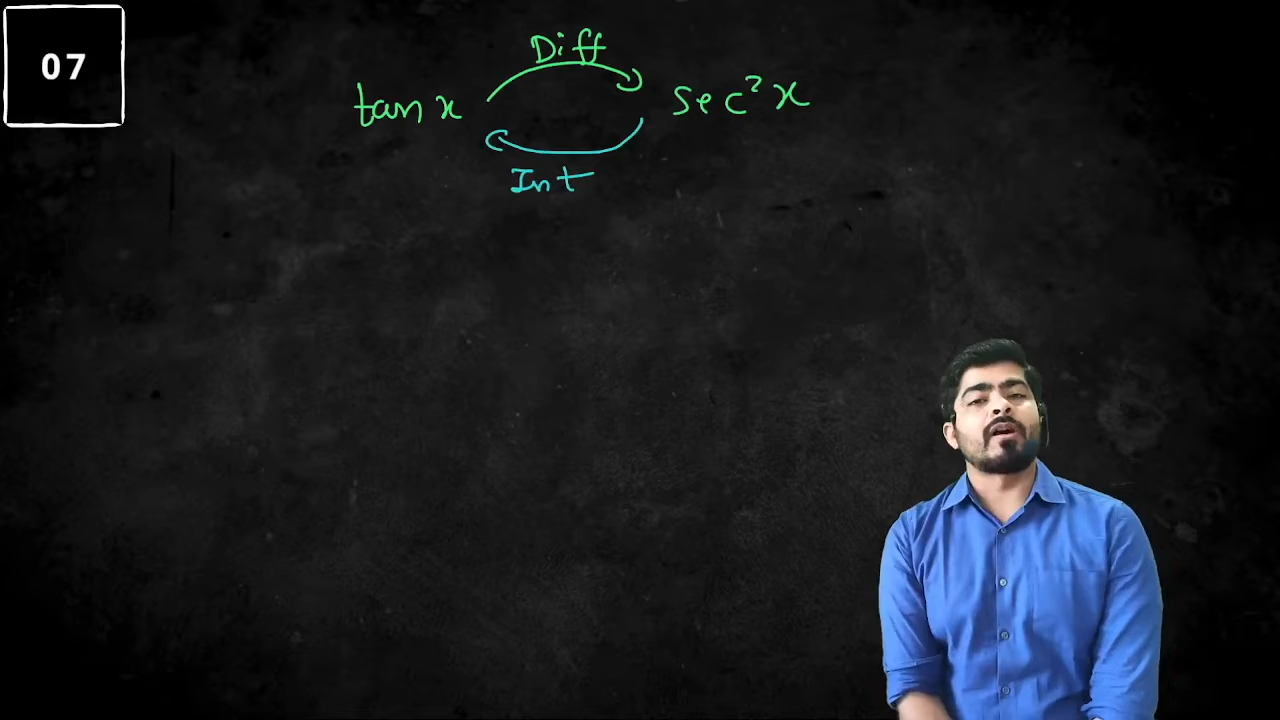 07
Diff
tan x sec² x
Int